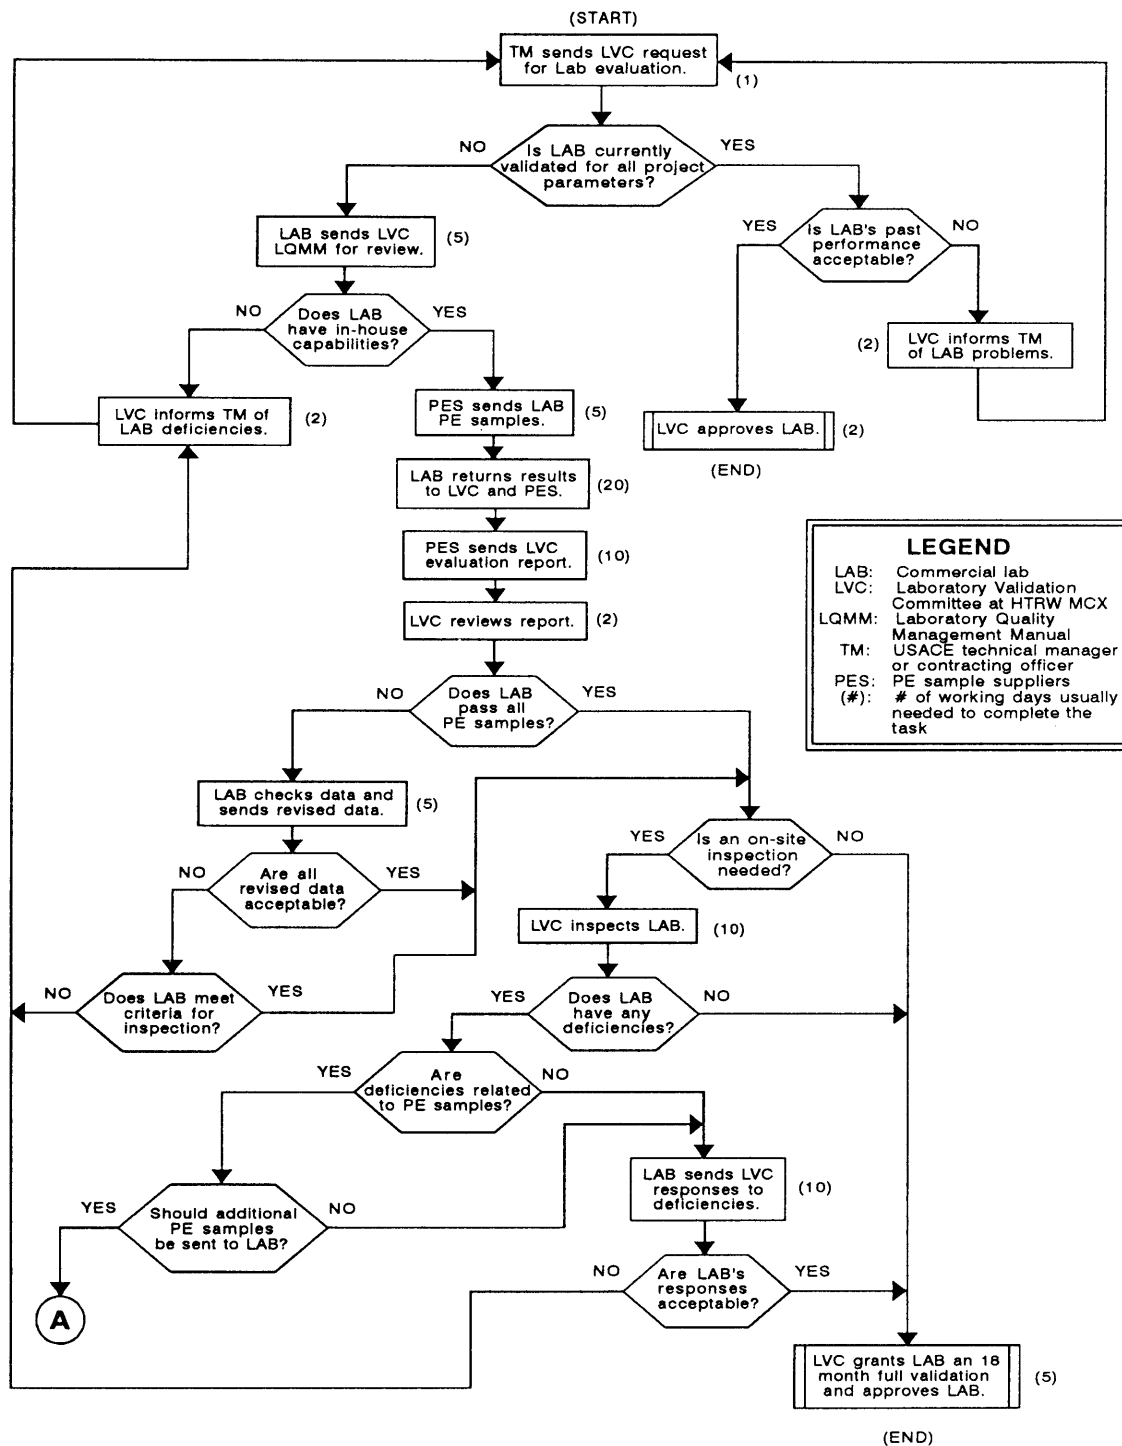 (START)
TM sends LVC request
for Lab evaluation.
(1)
NO
YES
Is LAB currently
validated for all project
parameters?
LAB sends LVC
LQMM for review.
(5)
YES
NO
Is LAB's past
performance
acceptable?
NO
YES
Does LAB
have in-house
capabilities?
(2)
LVC informs TM
of LAB problems.
LVC informs TM of
LAB deficiencies.
(2)
PES sends LAB
PE samples.
(5)
LVC approves LAB.
(2)
(END)
LAB returns results
to LVC and PES.
(20)
PES sends LVC
evaluation report.
(10)
LVC reviews report.
(2)
LEGEND
LAB: Commercial lab
LVC: Laboratory Validation
Committee at HTRW MCX
LQMM: Laboratory Quality
Management Manual
TM: USACE technical manager
or contracting officer
PES: PE sample suppliers
(#): # of working days usually
needed to complete the
task
NO
YES
Does LAB
pass all
PE samples?
LAB checks data and
sends revised data.
(5)
YES
NO
Is an on-site
inspection
needed?
NO
YES
Are all
revised data
acceptable?
LVC inspects LAB.
(10)
NO
YES
Does LAB meet
criteria for
inspection?
YES
NO
Does LAB
have any
deficiencies?
YES
NO
Are
deficiencies related
to PE samples?
LAB sends LVC
responses to
deficiencies.
(10)
YES
NO
Should additional
PE samples
be sent to LAB?
NO
YES
Are LAB's
responses
acceptable?
A
LVC grants LAB an 18
month full validation
and approves LAB.
(5)
(END)